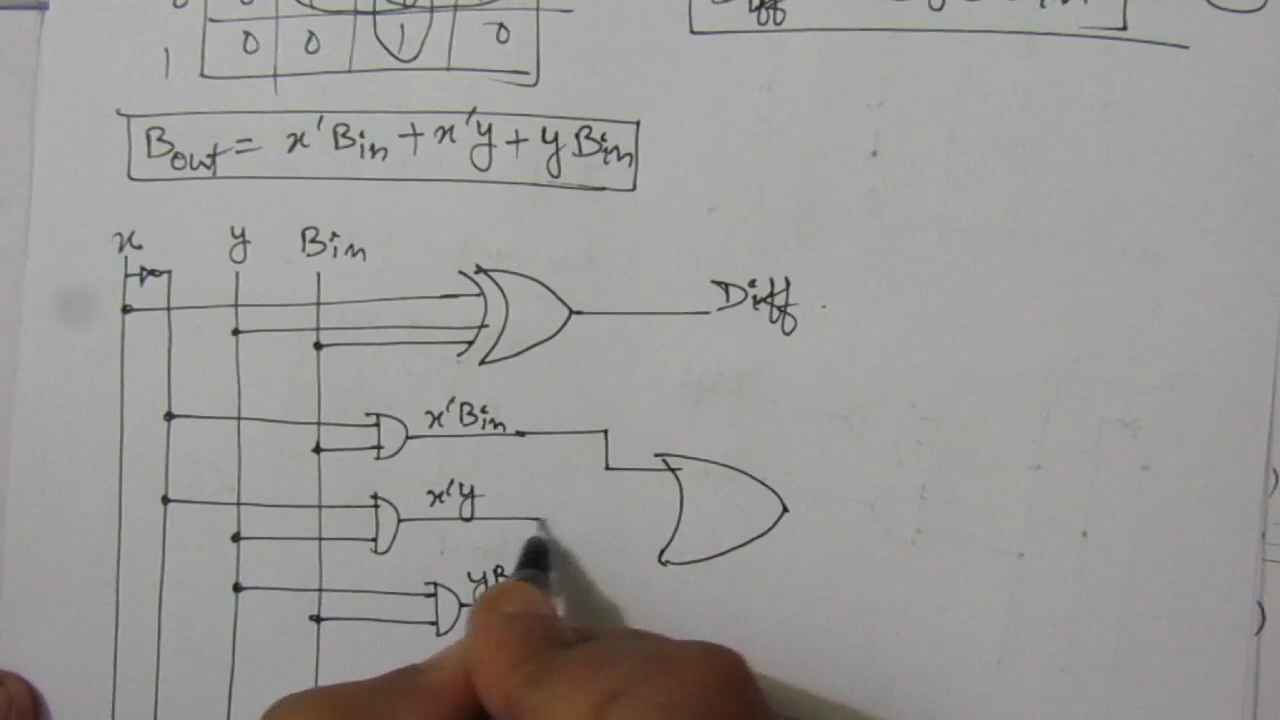 0 0 1 0
1
Bout = x'Bin + x'y + yBin
x y Bin
Diff
x'Bin
x'y